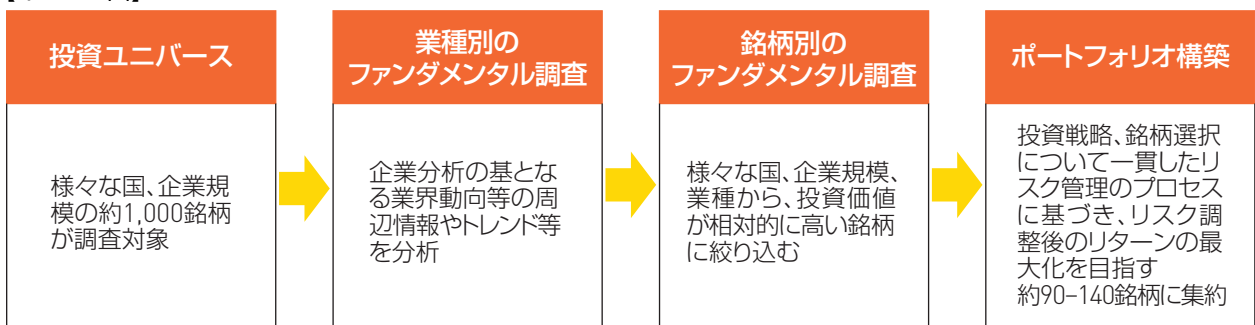 投資ユニバース
様々な国、企業規
模の約1,000銘柄
が調査対象
業種別の
ファンダメンタル調査
企業分析の基とな
る業界動向等の周
辺情報やトレンド等
を分析
銘柄別の
ファンダメンタル調査
様々な国、企業規模、
業種から、投資価値
が相対的に高い銘柄
に絞り込む
ポートフォリオ構築
投資戦略、銘柄選択
について一貫したリ
スク管理のプロセス
に基づき、リスク調
整後のリターンの最
大化を目指す
約90–140銘柄に集約